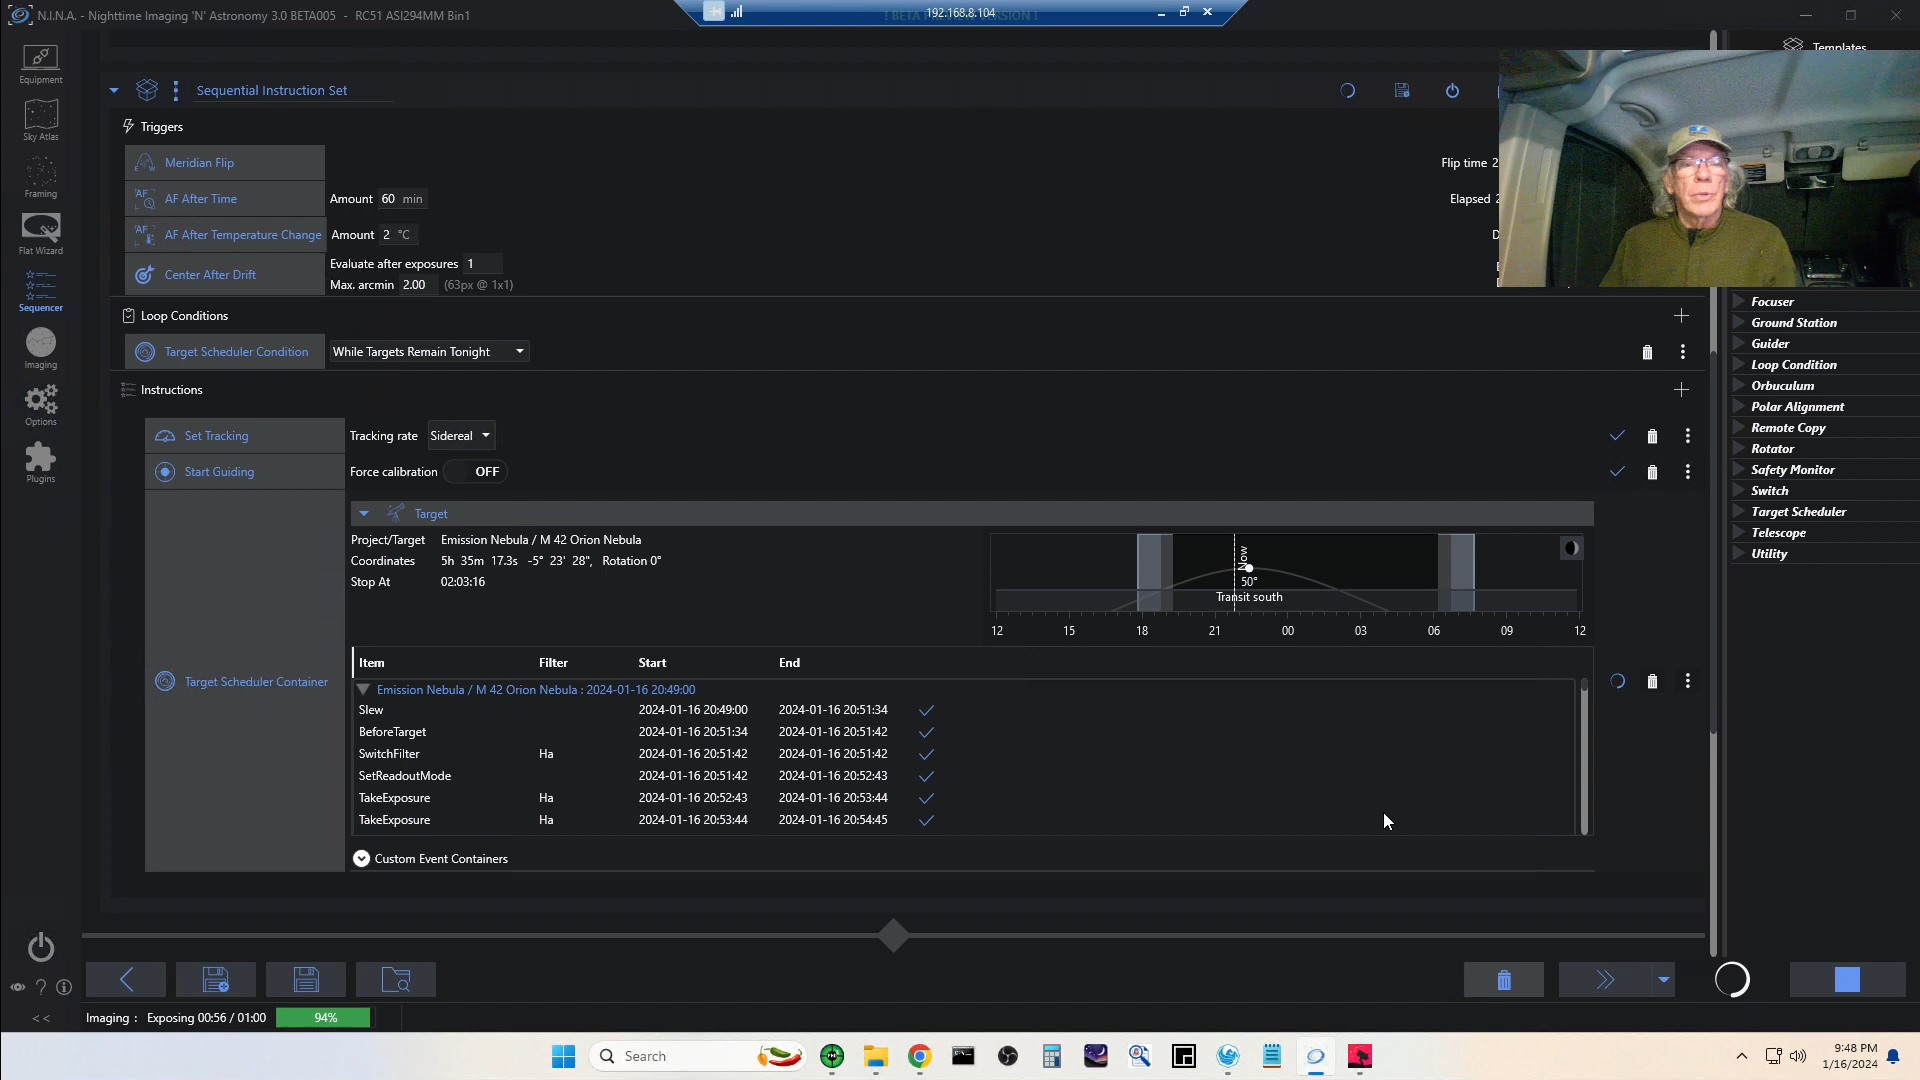 N.I.N.A. - Nighttime Imaging 'N' Astronomy 3.0 BETA005 - RC51 ASI294MM Bin1
192.168.8.104
Templates
Equipment
Sky Atlas
Framing
Flat Wizard
Sequencer
Imaging
Options
Plugins
Sequential Instruction Set
Triggers
Meridian Flip
Flip time 2
AF After Time
Amount 60 min
Elapsed 2
AF After Temperature Change
Amount 2 °C
D
Center After Drift
Evaluate after exposures 1
Max. arcmin 2.00 (63px @ 1x1)
Loop Conditions
Target Scheduler Condition
While Targets Remain Tonight
Instructions
Set Tracking
Tracking rate Sidereal
Start Guiding
Force calibration OFF
Target
Project/Target Emission Nebula / M 42 Orion Nebula
Coordinates 5h 35m 17.3s -5° 23' 28", Rotation 0°
Stop At 02:03:16
Now
50°
Transit south
12 15 18 21 00 03 06 09 12
Target Scheduler Container
Item Filter Start End
Emission Nebula / M 42 Orion Nebula : 2024-01-16 20:49:00
Slew 2024-01-16 20:49:00 2024-01-16 20:51:34
BeforeTarget 2024-01-16 20:51:34 2024-01-16 20:51:42
SwitchFilter Ha 2024-01-16 20:51:42 2024-01-16 20:51:42
SetReadoutMode 2024-01-16 20:51:42 2024-01-16 20:52:43
TakeExposure Ha 2024-01-16 20:52:43 2024-01-16 20:53:44
TakeExposure Ha 2024-01-16 20:53:44 2024-01-16 20:54:45
Custom Event Containers
Focuser
Ground Station
Guider
Loop Condition
Orbuculum
Polar Alignment
Remote Copy
Rotator
Safety Monitor
Switch
Target Scheduler
Telescope
Utility
<<
Imaging : Exposing 00:56 / 01:00 94%
Search
9:48 PM
1/16/2024